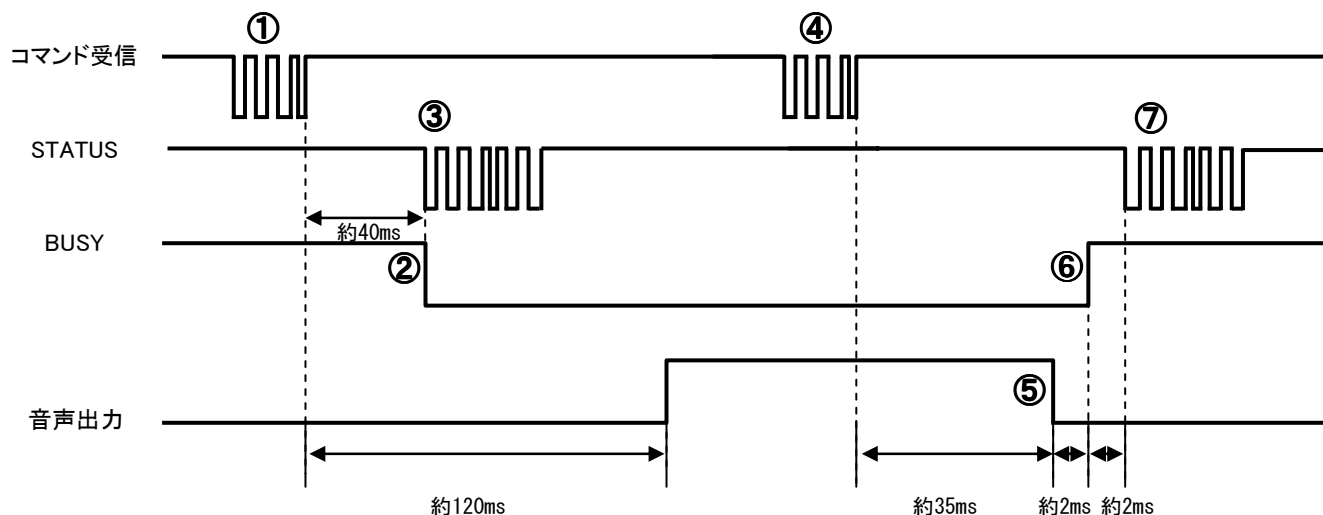 ① ④
コマンド受信
③ ⑦
STATUS
約40ms
BUSY
② ⑥
⑤
音声出力
約120ms 約35ms 約2ms 約2ms